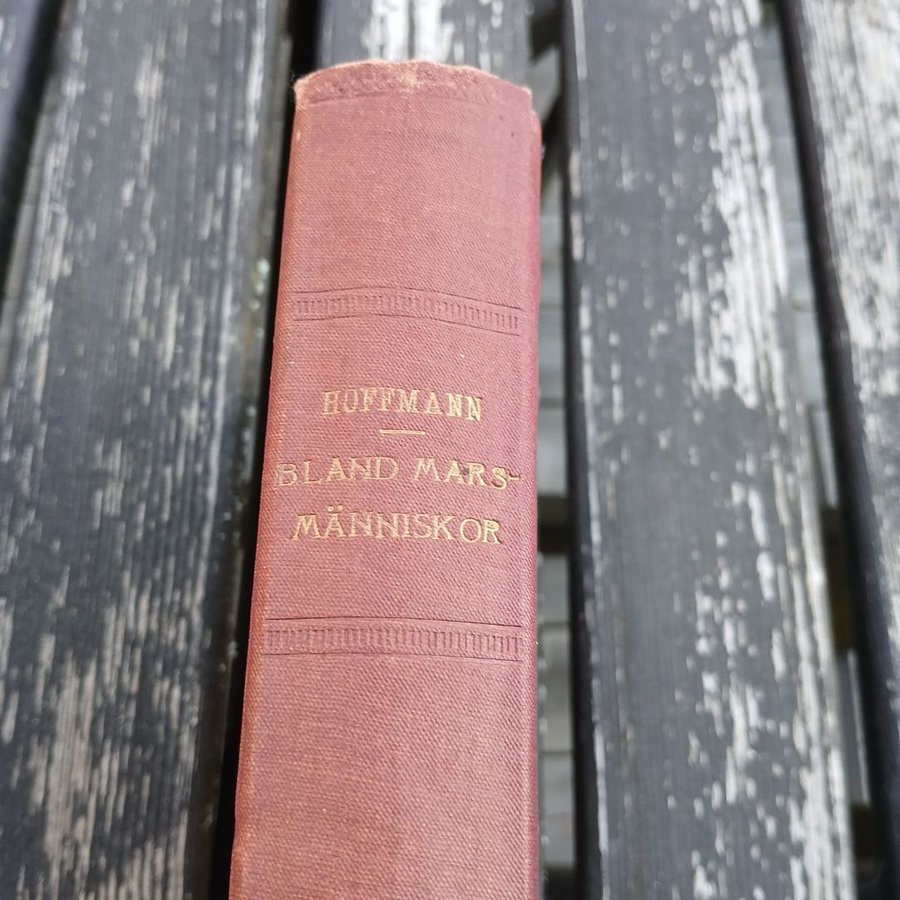 HOFFMANN
BLAND MARS-
MÄNNISKOR